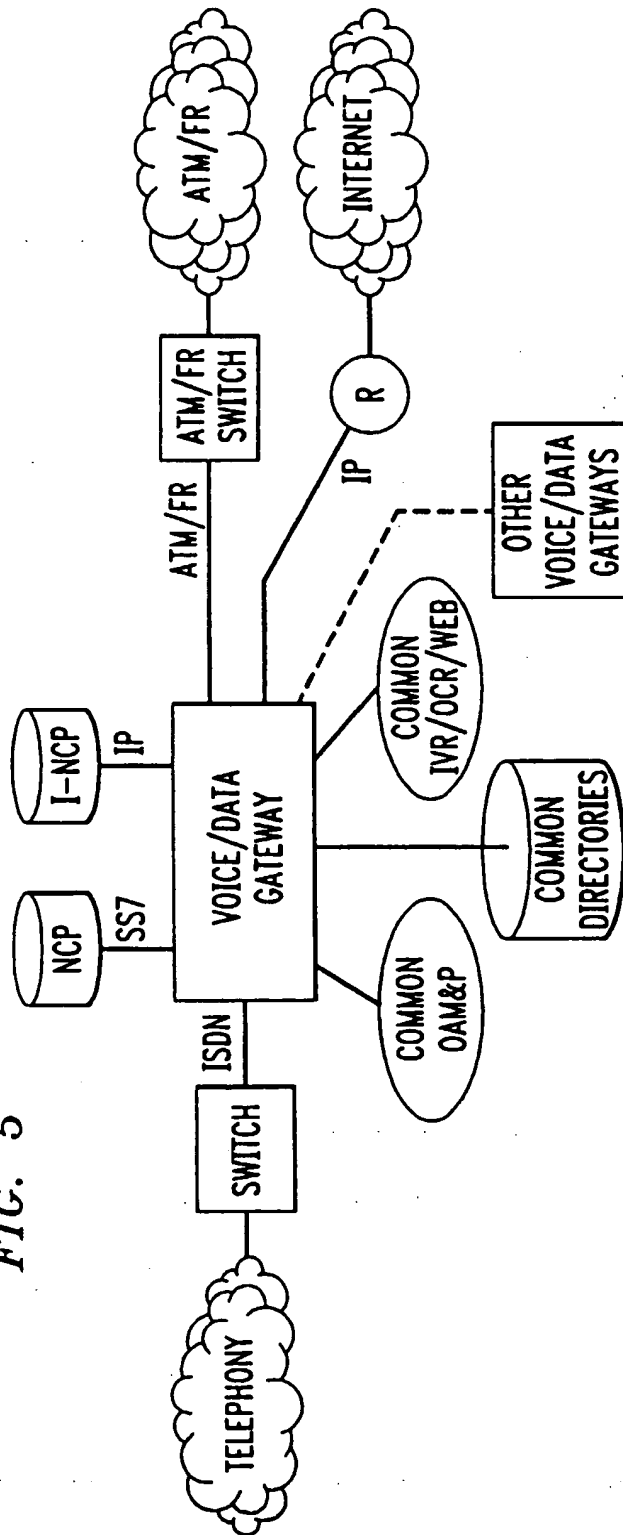 FIG. 5
NCP
I-NCP
SS7
IP
TELEPHONY
SWITCH
ISDN
VOICE/DATA
GATEWAY
ATM/FR
ATM/FR
SWITCH
ATM/FR
IP
R
INTERNET
COMMON
OAM&P
COMMON
DIRECTORIES
COMMON
IVR/OCR/WEB
OTHER
VOICE/DATA
GATEWAYS